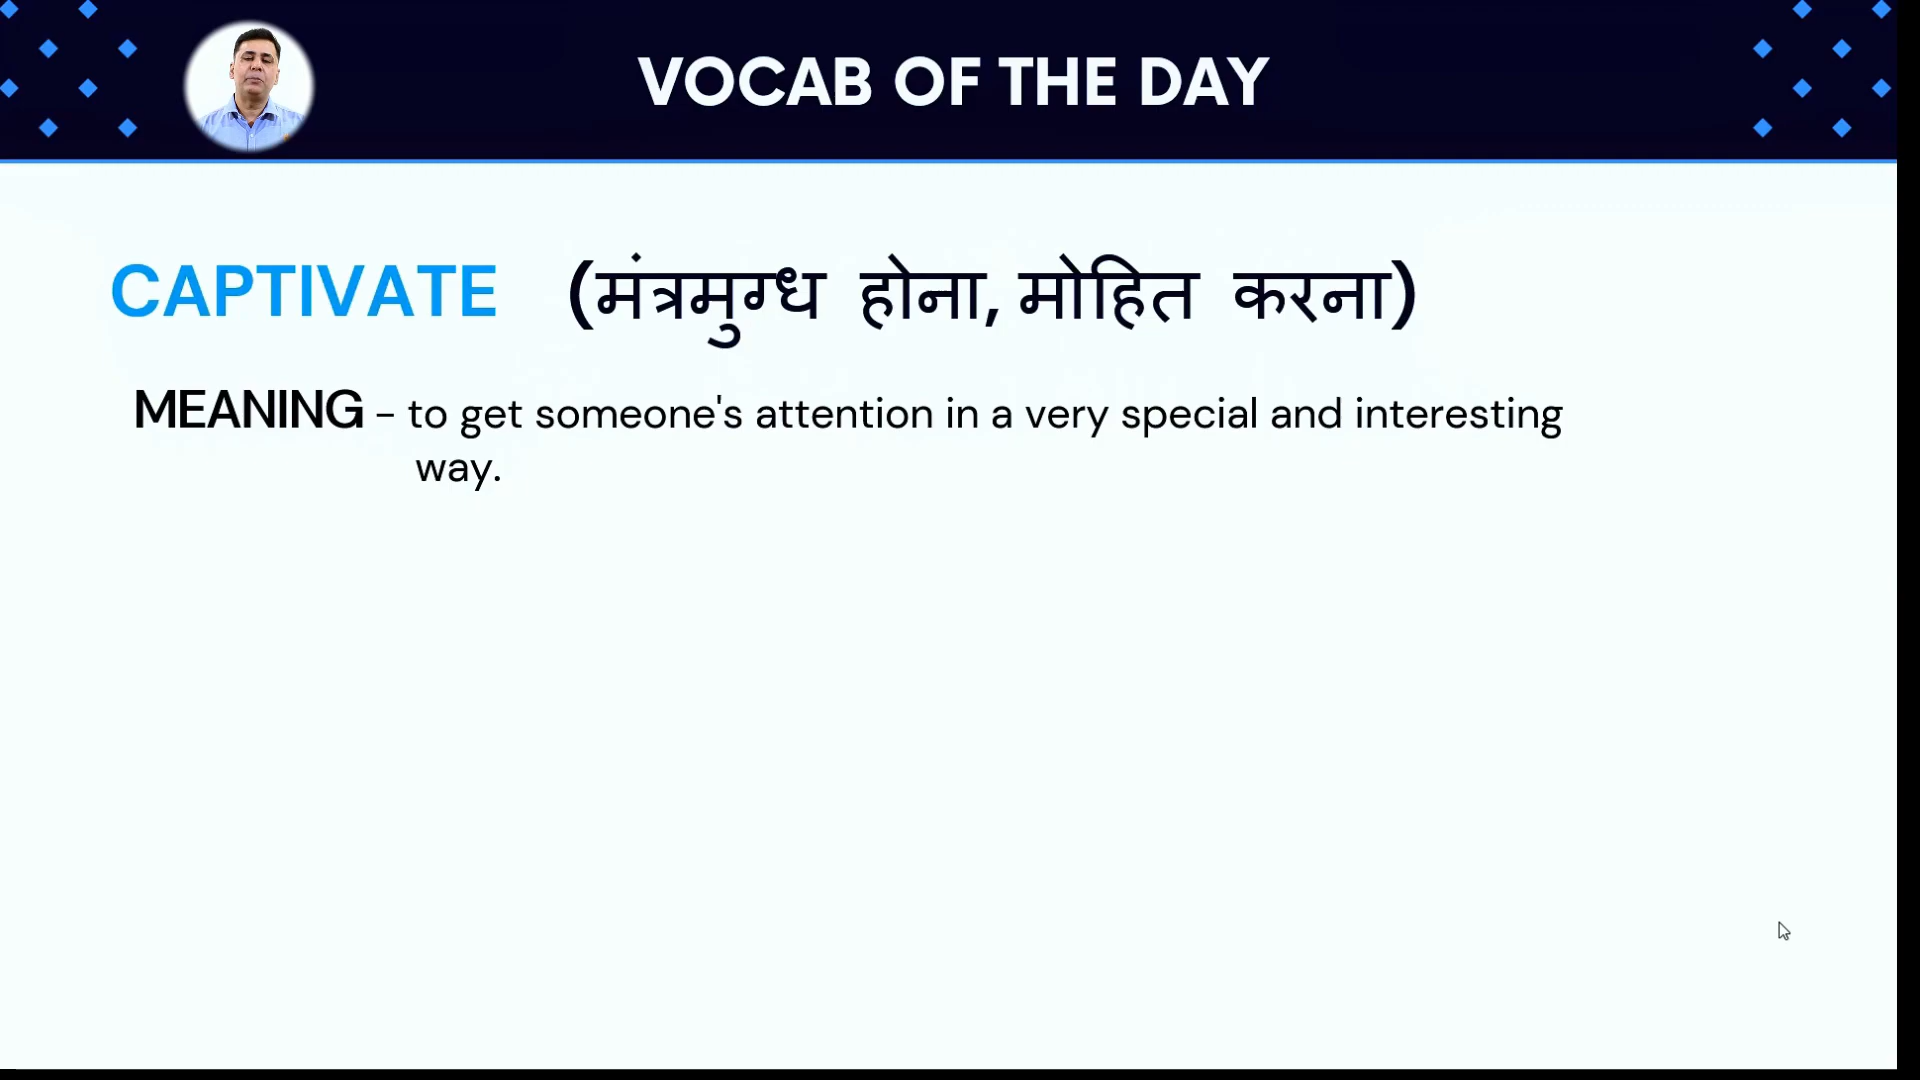 VOCAB OF THE DAY
CAPTIVATE (मंत्रमुग्ध होना, मोहित करना)
MEANING - to get someone's attention in a very special and interesting
way.